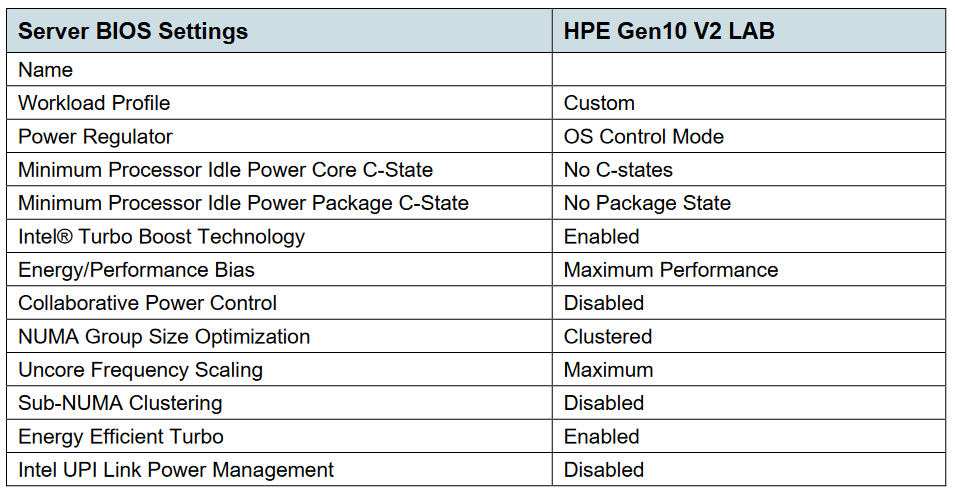 Server BIOS Settings HPE Gen10 V2 LAB
Name
Workload Profile Custom
Power Regulator OS Control Mode
Minimum Processor Idle Power Core C-State No C-states
Minimum Processor Idle Power Package C-State No Package State
Intel® Turbo Boost Technology Enabled
Energy/Performance Bias Maximum Performance
Collaborative Power Control Disabled
NUMA Group Size Optimization Clustered
Uncore Frequency Scaling Maximum
Sub-NUMA Clustering Disabled
Energy Efficient Turbo Enabled
Intel UPI Link Power Management Disabled